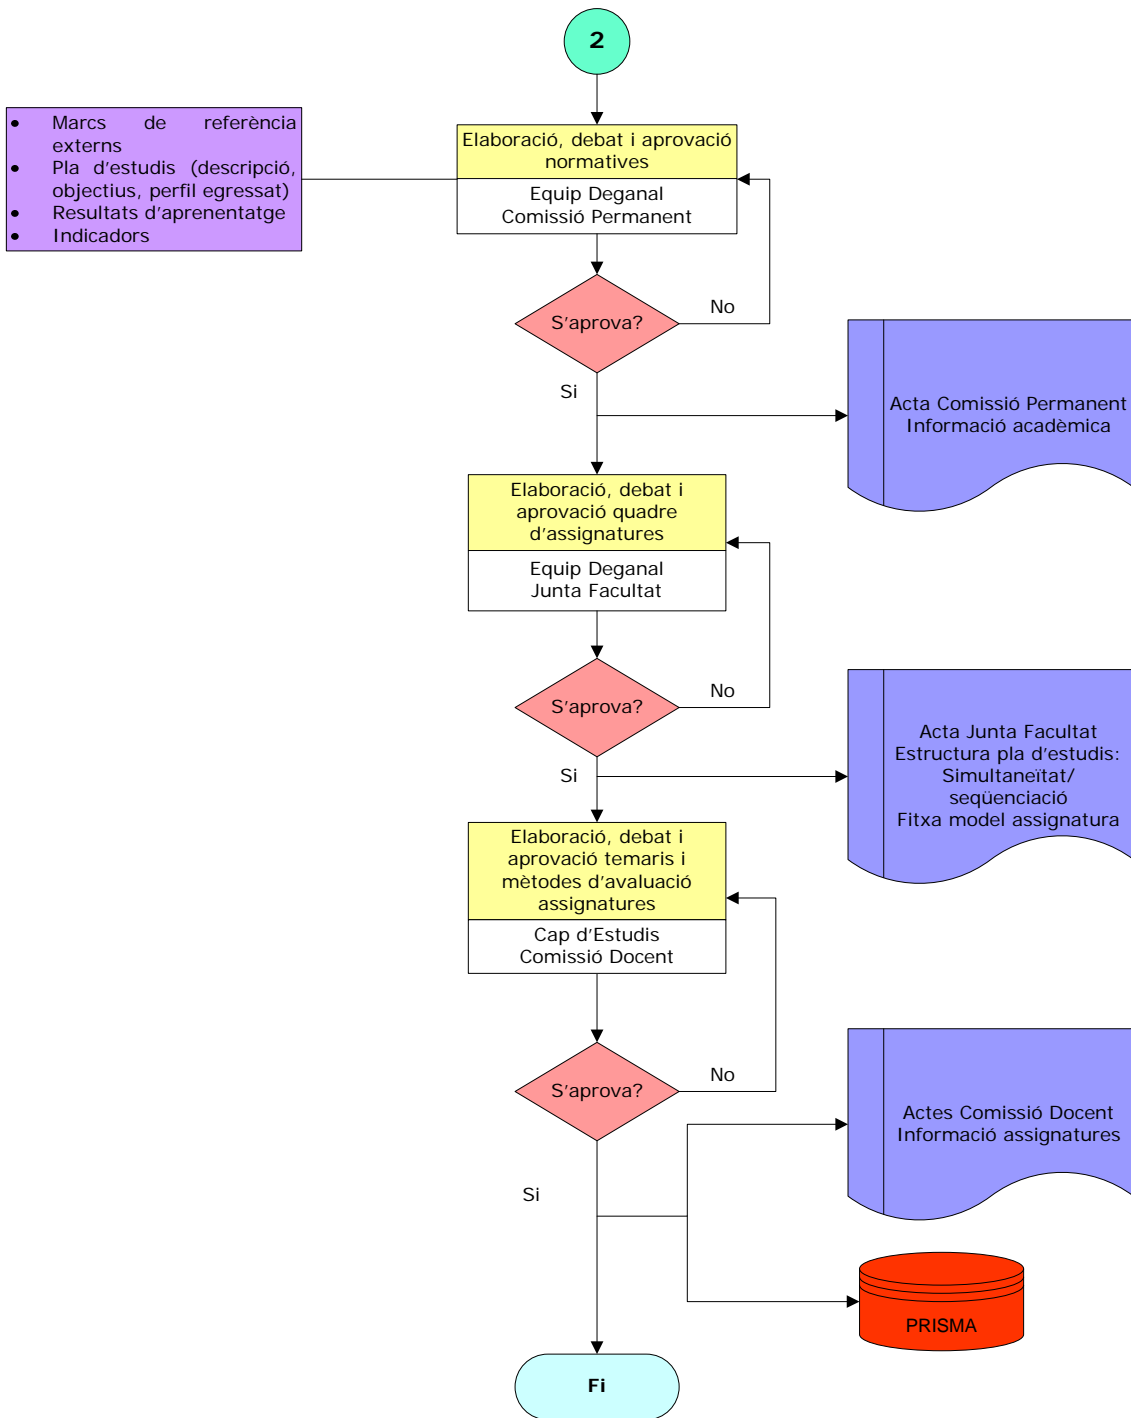 2
• Marcs de referència
externs
• Pla d'estudis (descripció,
objectius, perfil egressat)
• Resultats d'aprenentatge
• Indicadors
Elaboració, debat i aprovació
normatives
Equip Deganal
Comissió Permanent
S'aprova?
No
Si
Acta Comissió Permanent
Informació acadèmica
Elaboració, debat i
aprovació quadre
d'assignatures
Equip Deganal
Junta Facultat
S'aprova?
No
Si
Acta Junta Facultat
Estructura pla d'estudis:
Simultaneïtat/
seqüenciació
Fitxa model assignatura
Elaboració, debat i
aprovació temaris i
mètodes d'avaluació
assignatures
Cap d'Estudis
Comissió Docent
S'aprova?
No
Si
Actes Comissió Docent
Informació assignatures
PRISMA
Fi